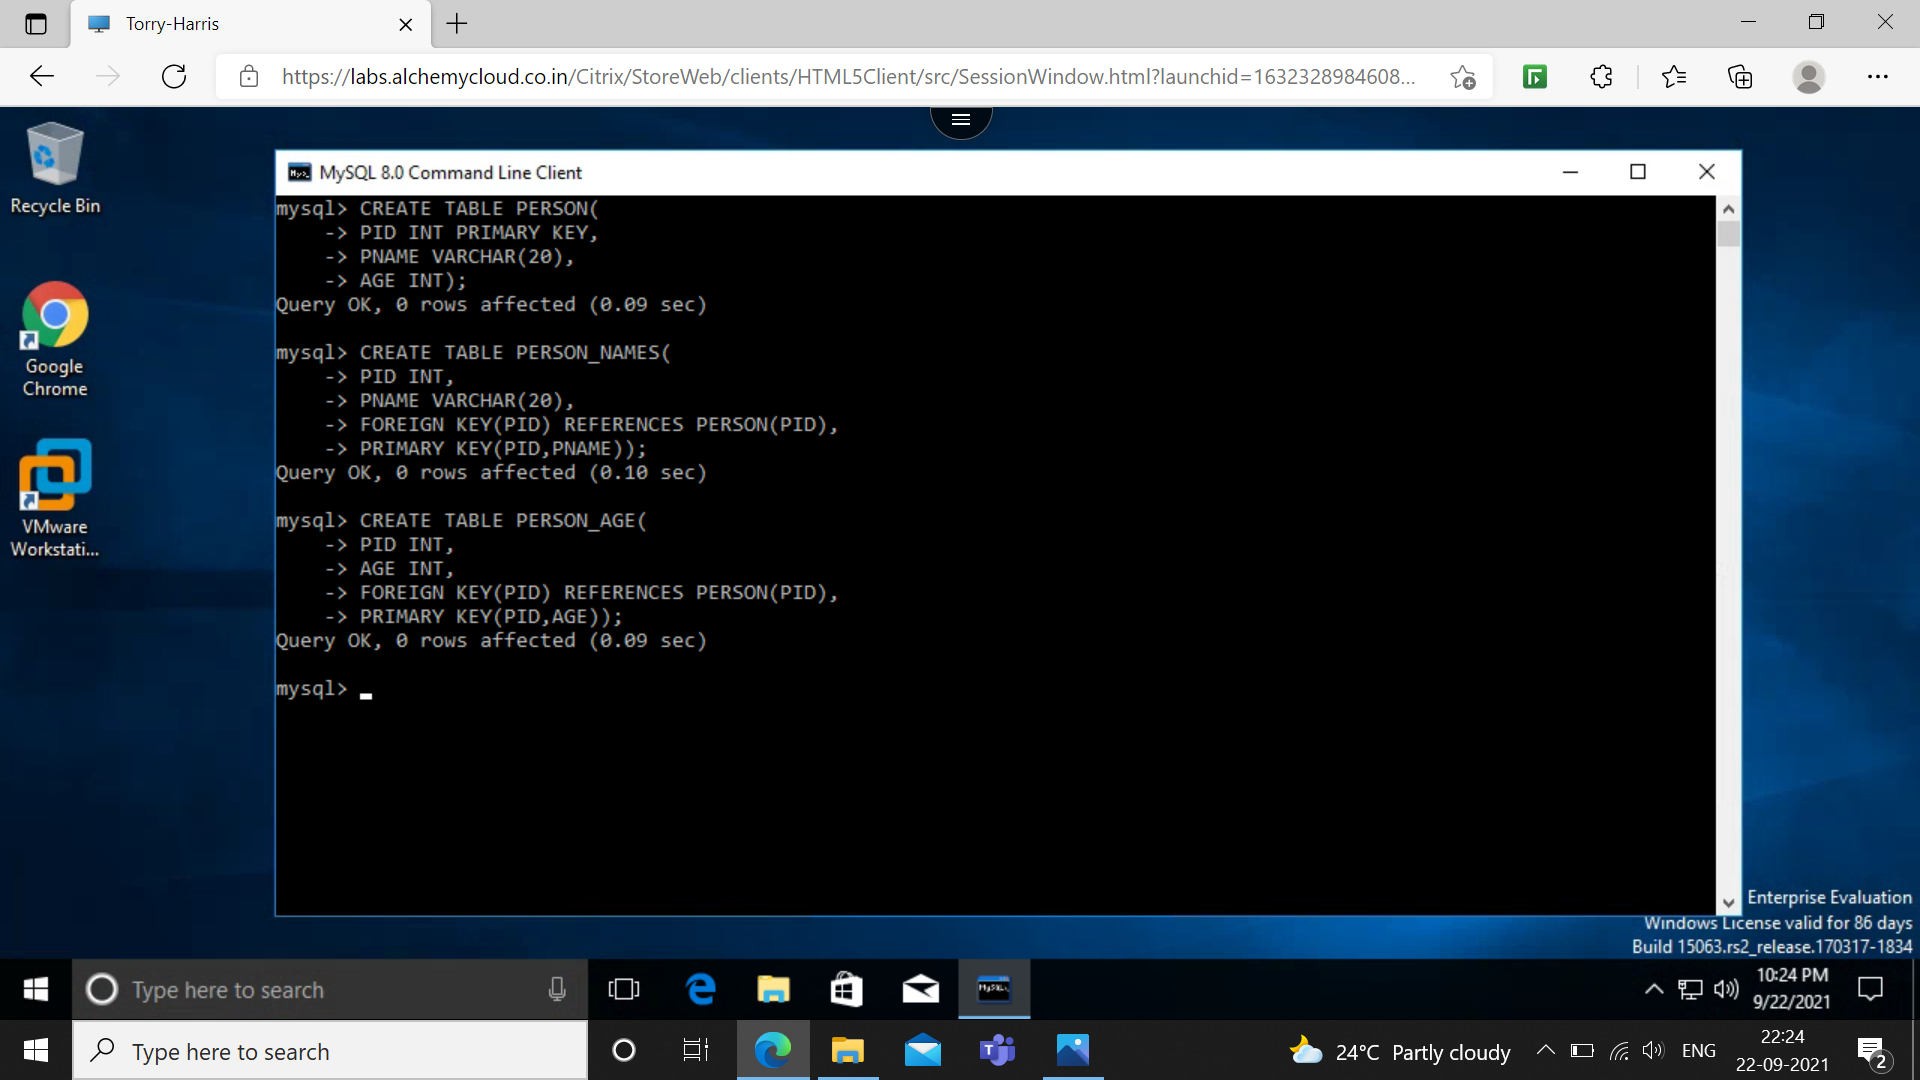 Torry-Harris
https://labs.alchemycloud.co.in/Citrix/StoreWeb/clients/HTML5Client/src/SessionWindow.html?launchid=1632328984608...
Recycle Bin
Google
Chrome
VMware
Workstati...
MySQL 8.0 Command Line Client
mysql> CREATE TABLE PERSON(
    -> PID INT PRIMARY KEY,
    -> PNAME VARCHAR(20),
    -> AGE INT);
Query OK, 0 rows affected (0.09 sec)
mysql> CREATE TABLE PERSON_NAMES(
    -> PID INT,
    -> PNAME VARCHAR(20),
    -> FOREIGN KEY(PID) REFERENCES PERSON(PID),
    -> PRIMARY KEY(PID,PNAME));
Query OK, 0 rows affected (0.10 sec)
mysql> CREATE TABLE PERSON_AGE(
    -> PID INT,
    -> AGE INT,
    -> FOREIGN KEY(PID) REFERENCES PERSON(PID),
    -> PRIMARY KEY(PID,AGE));
Query OK, 0 rows affected (0.09 sec)
mysql>
Enterprise Evaluation
Windows License valid for 86 days
Build 15063.rs2_release.170317-1834
Type here to search
10:24 PM
9/22/2021
Type here to search
24°C Partly cloudy
ENG
22:24
22-09-2021
2